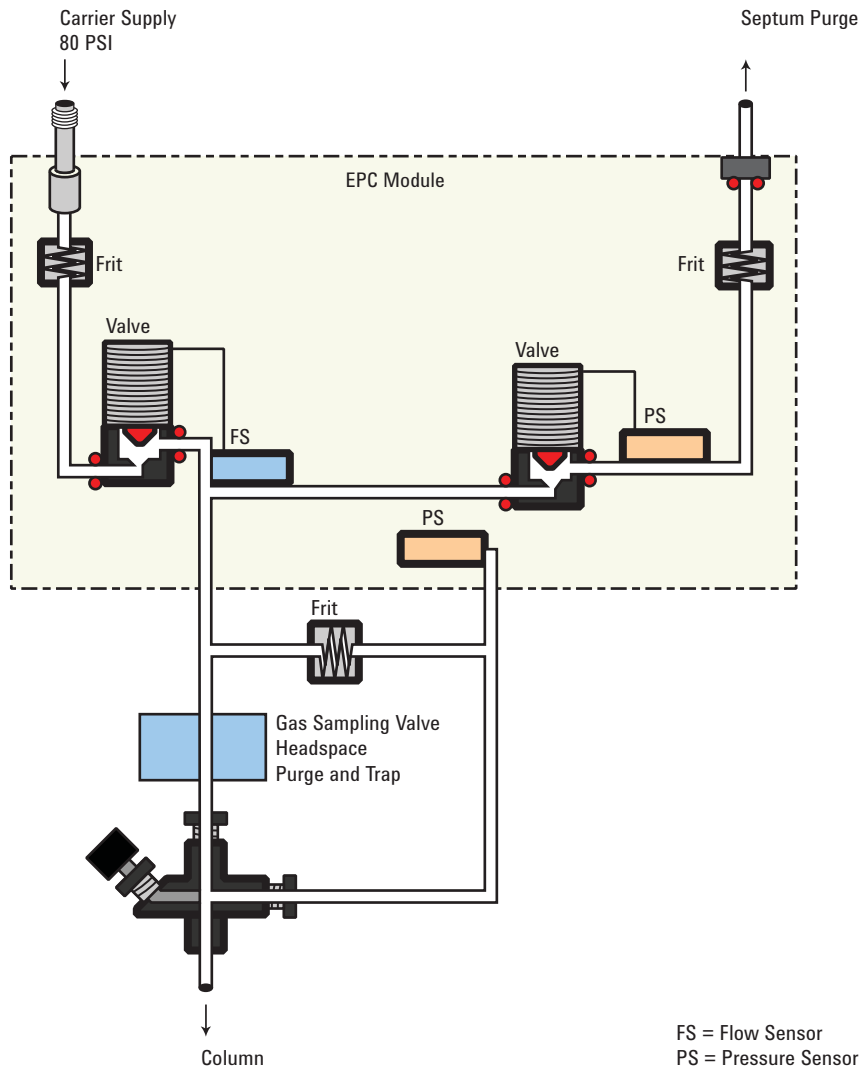 Carrier Supply
80 PSI
Septum Purge
EPC Module
Frit
Frit
Valve
Valve
FS
PS
PS
Frit
Gas Sampling Valve
Headspace
Purge and Trap
Column
FS = Flow Sensor
PS = Pressure Sensor